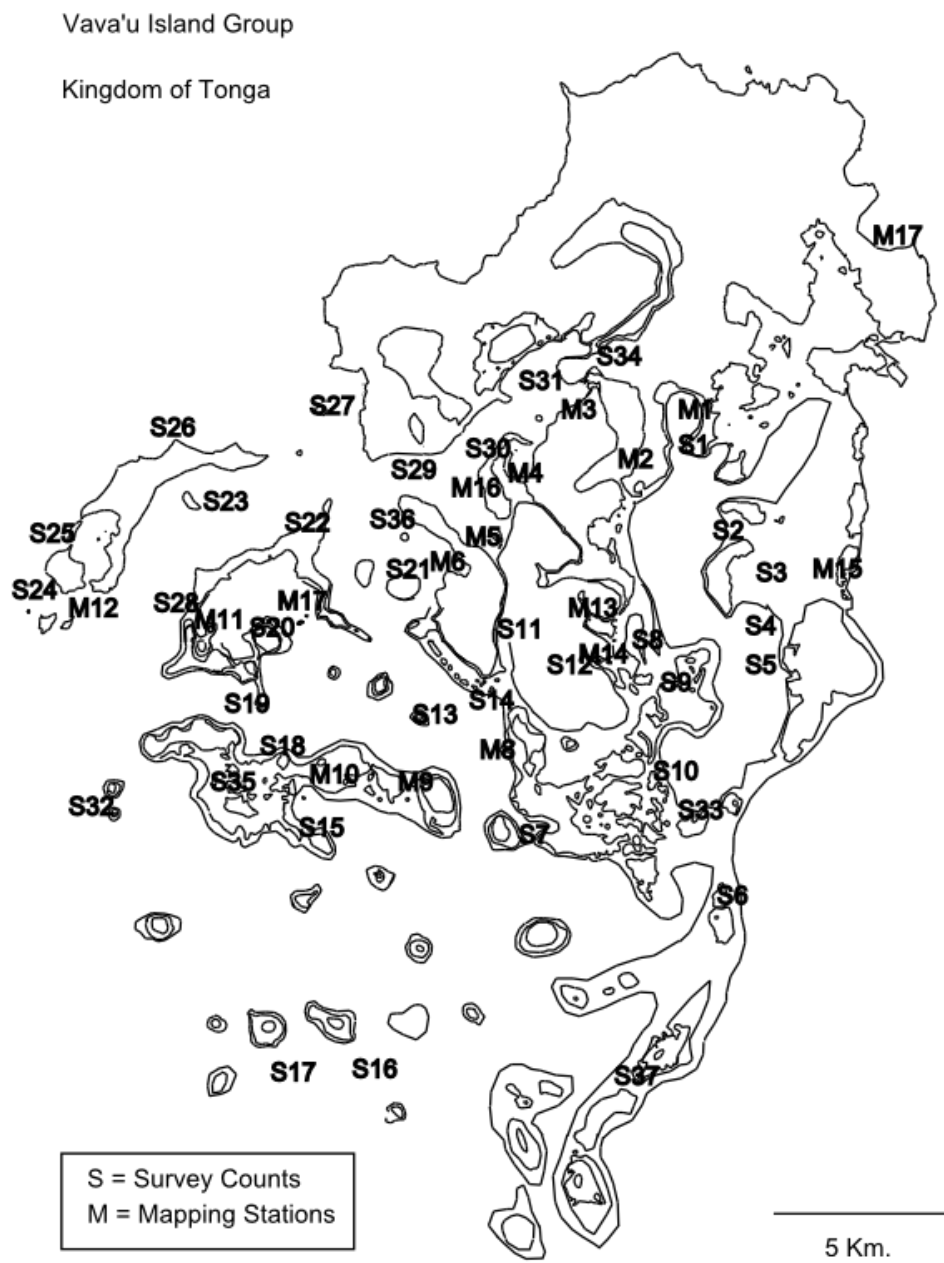 Vava'u Island Group
Kingdom of Tonga
M17
S34
S31
S27
M3
M1
S26
S1
S30
M2
S29
M4
M16
S23
S36
S22
S2
S25
M5
M6
S21
S3
M15
S24
M12
S28
M17
M13
M11
S20
S11
S4
S8
M14
S12
S5
S9
S19
S14
S13
S18
M8
S35
M10
M9
S10
S32
S33
S15
S7
S6
S17
S16
S37
S = Survey Counts
M = Mapping Stations
5 Km.